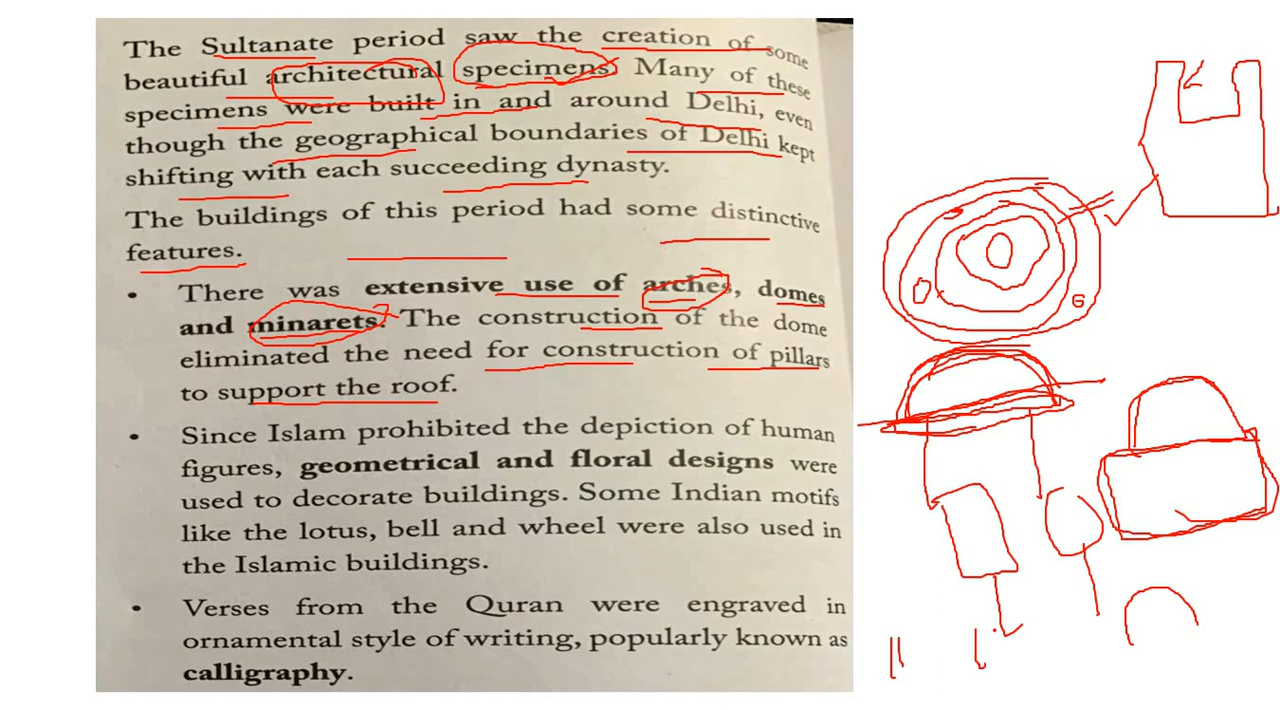 The Sultanate period saw the creation of some
beautiful architectural specimens. Many of these
specimens were built in and around Delhi, even
though the geographical boundaries of Delhi kept
shifting with each succeeding dynasty.
The buildings of this period had some distinctive
features.
• There was extensive use of arches, domes
and minarets. The construction of the dome
eliminated the need for construction of pillars
to support the roof.
• Since Islam prohibited the depiction of human
figures, geometrical and floral designs were
used to decorate buildings. Some Indian motifs
like the lotus, bell and wheel were also used in
the Islamic buildings.
• Verses from the Quran were engraved in
ornamental style of writing, popularly known as
calligraphy.